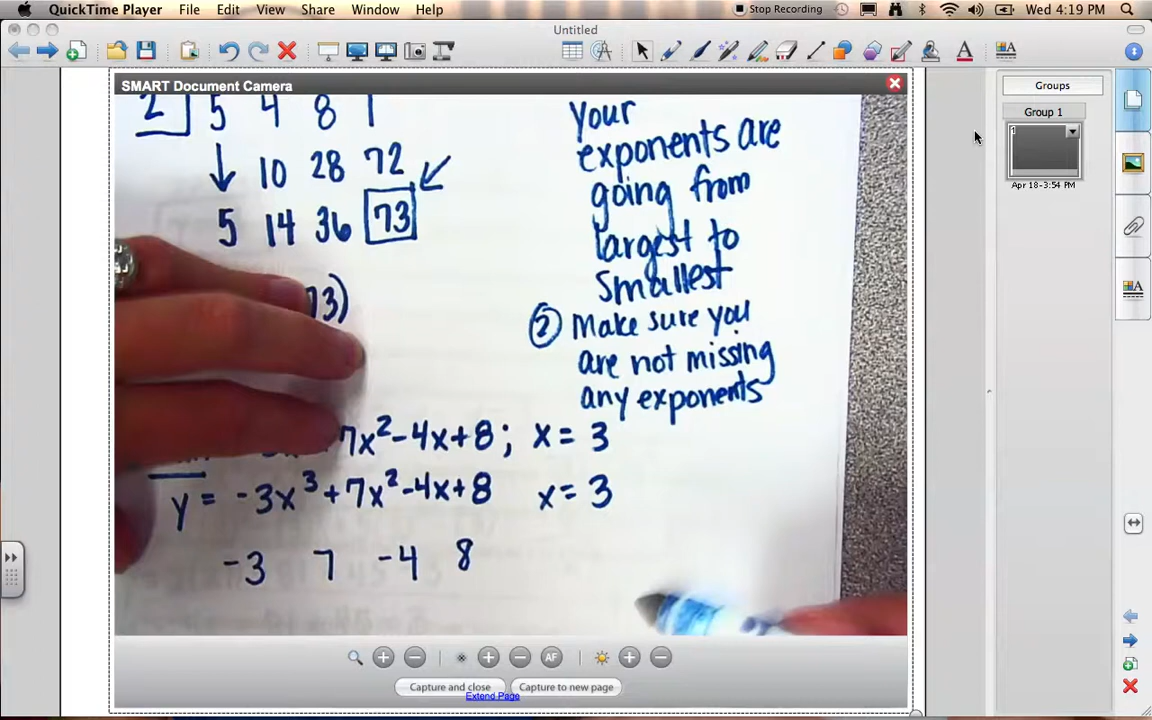 QuickTime Player File Edit View Share Window Help
Stop Recording Wed 4:19 PM
Untitled
SMART Document Camera
2 5 4 8 1
10 28 72
5 14 36 73
73)
your
exponents are
going from
largest to
smallest
② Make sure you
are not missing
any exponents
7x²-4x+8; x= 3
y= -3x³+7x²-4x+8 x=3
-3 7 -4 8
Capture and close Capture to new page
Extend Page
Groups
Group 1
1
Apr 18-3:54 PM